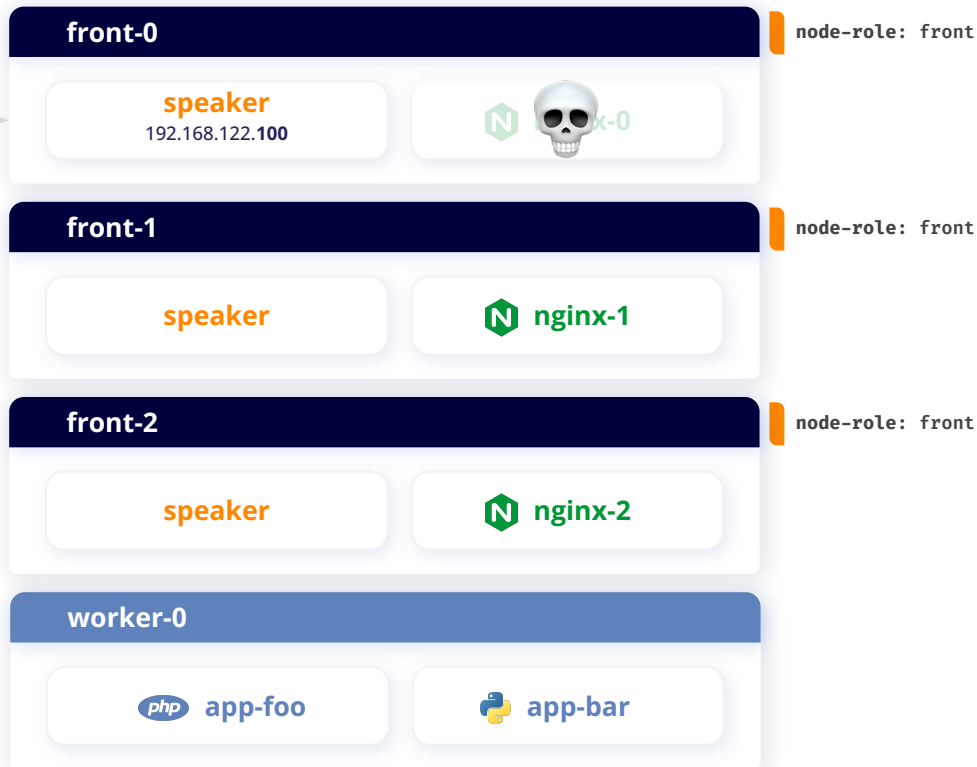 front-0
node-role: front
speaker
192.168.122.100
x-0
front-1
node-role: front
speaker
nginx-1
front-2
node-role: front
speaker
nginx-2
worker-0
php app-foo
app-bar